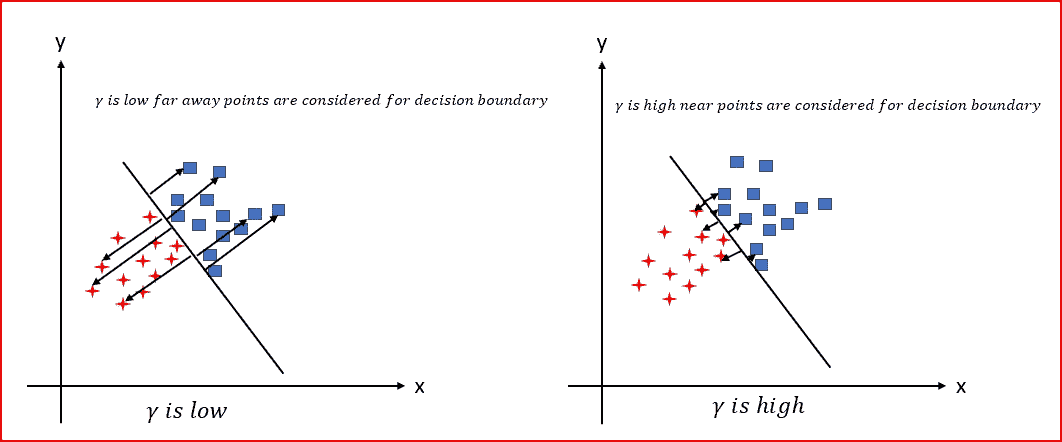 y
γ is low far away points are considered for decision boundary
x
γ is low
y
γ is high near points are considered for decision boundary
x
γ is high